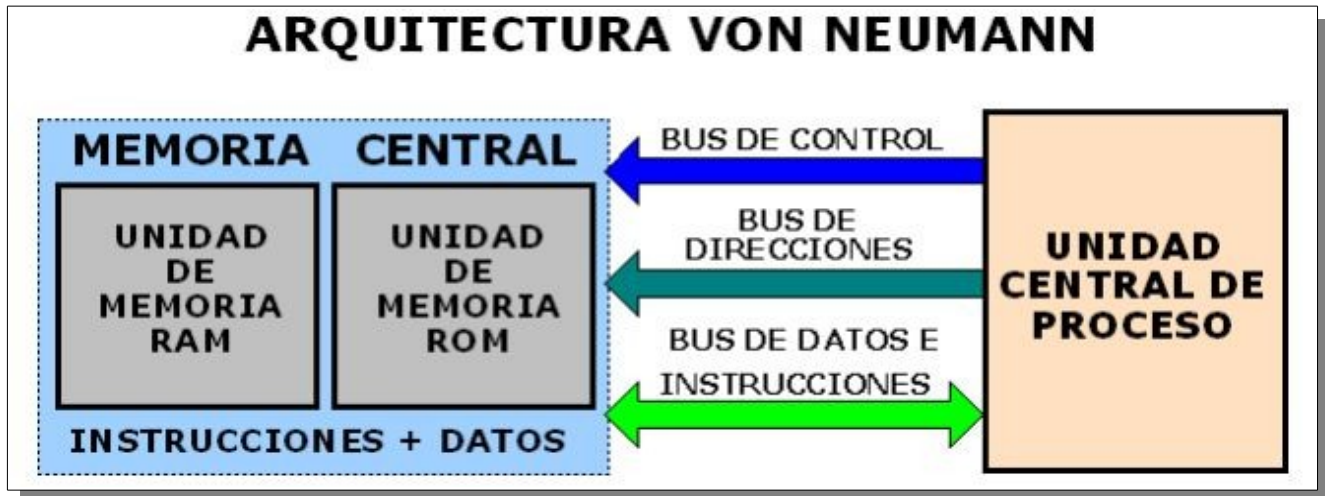 ARQUITECTURA VON NEUMANN
MEMORIA CENTRAL
UNIDAD
DE
MEMORIA
RAM
UNIDAD
DE
MEMORIA
ROM
INSTRUCCIONES + DATOS
BUS DE CONTROL
BUS DE
DIRECCIONES
BUS DE DATOS E
INSTRUCCIONES
UNIDAD
CENTRAL DE
PROCESO